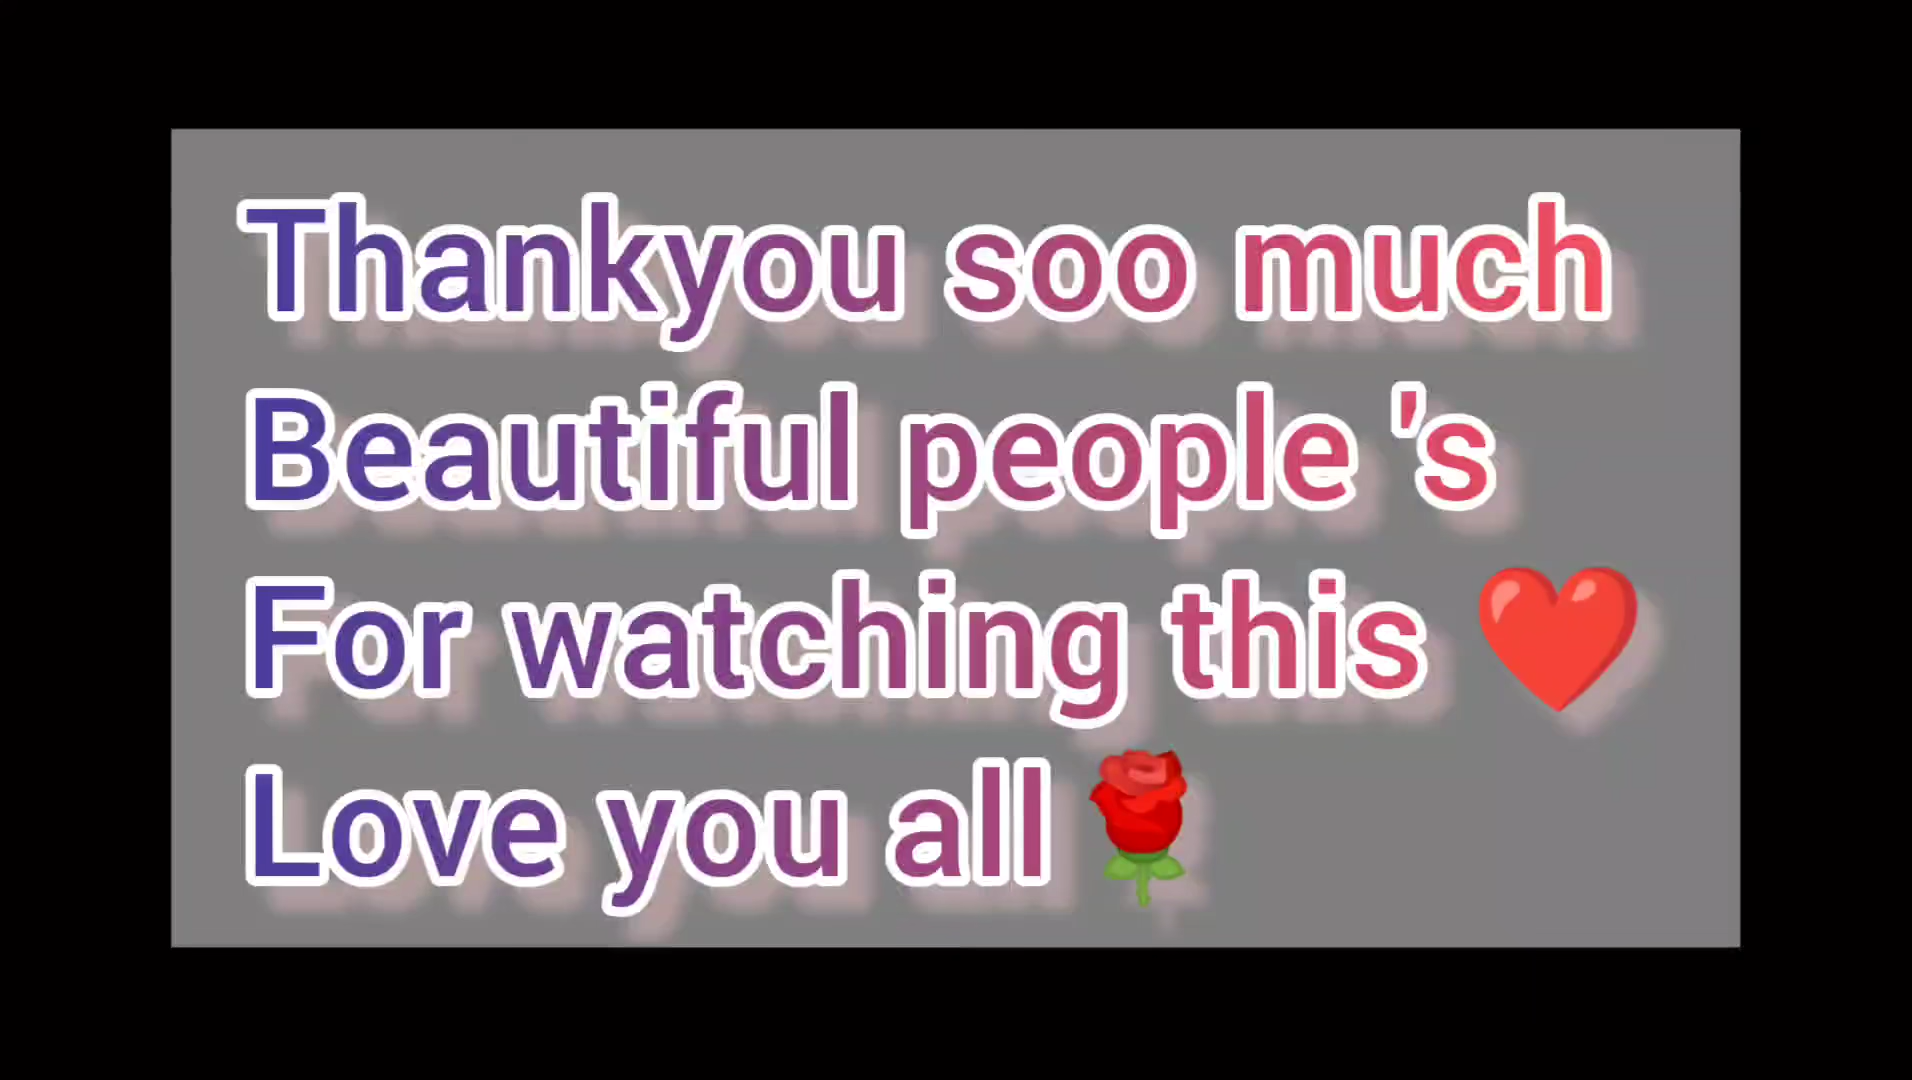 Thankyou soo much
Beautiful people 's
For watching this ❤️
Love you all🌹